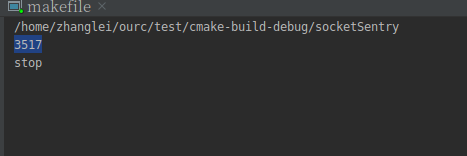 makefile
/home/zhanglei/ourc/test/cmake-build-debug/socketSentry
3517
stop